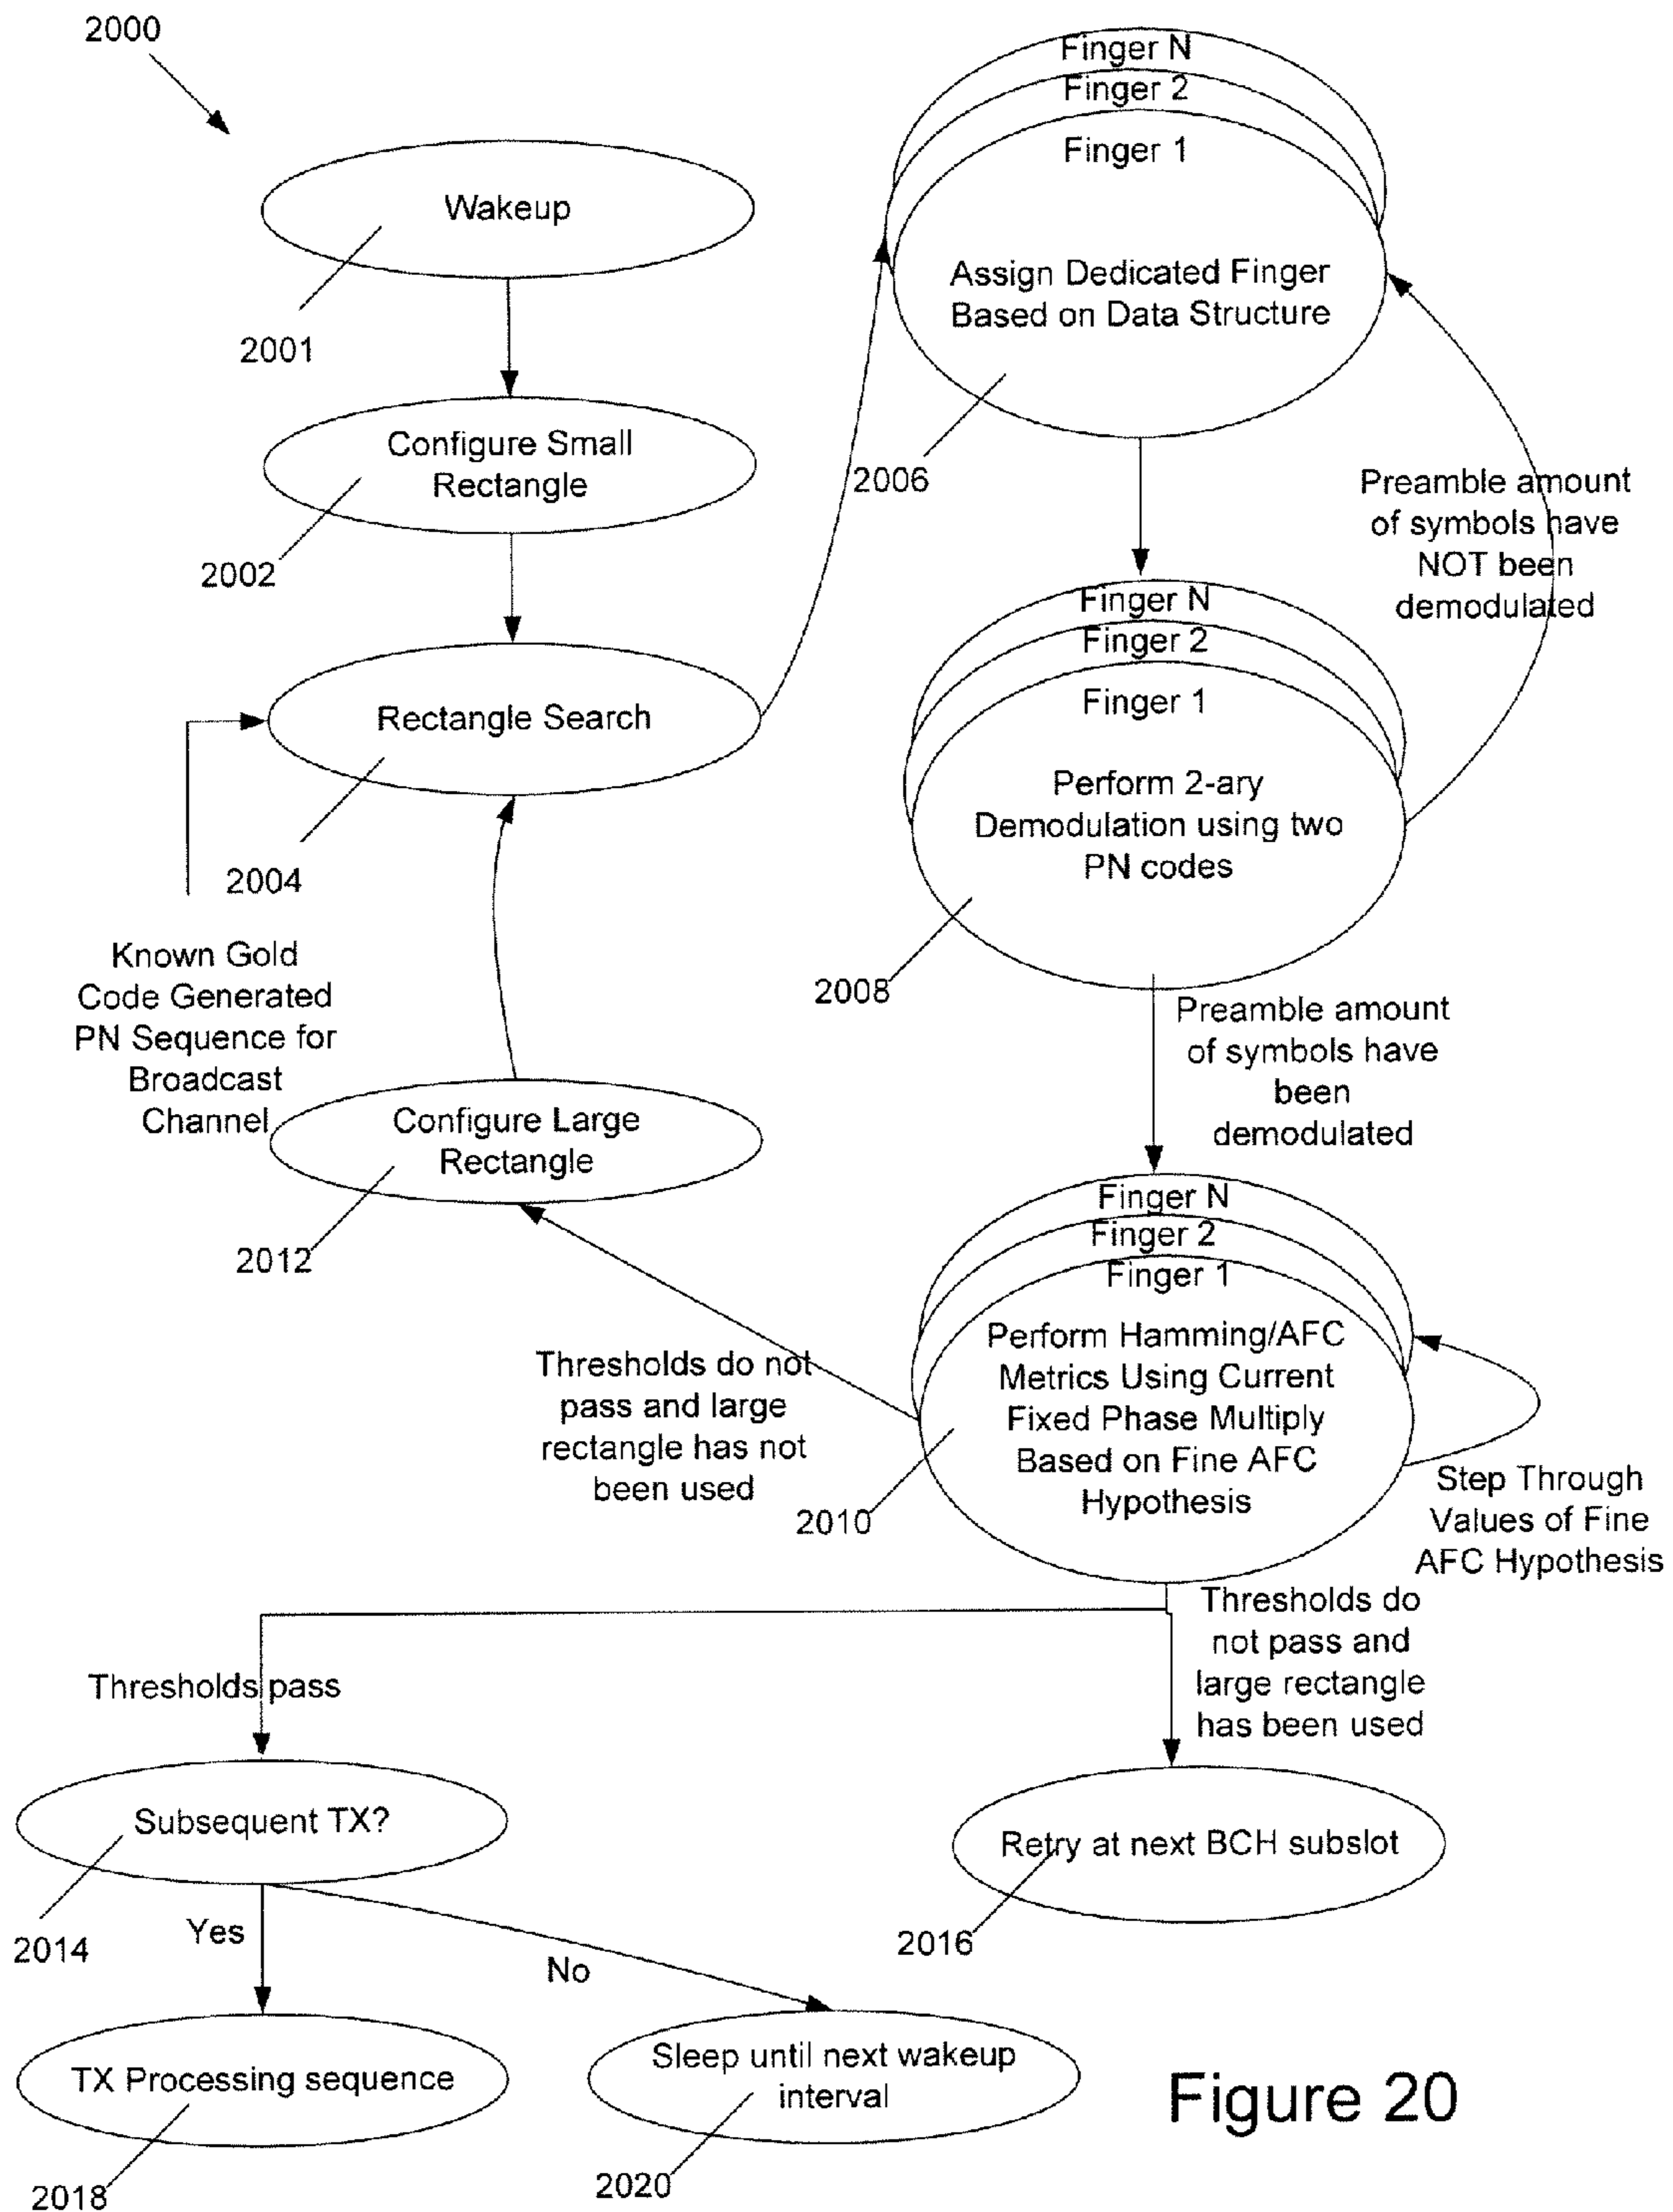 2000
Wakeup
2001
Configure Small
Rectangle
2002
Rectangle Search
2004
Known Gold
Code Generated
PN Sequence for
Broadcast
Channel
Configure Large
Rectangle
2012
Finger N
Finger 2
Finger 1
Assign Dedicated Finger
Based on Data Structure
2006
Preamble amount
of symbols have
NOT been
demodulated
Finger N
Finger 2
Finger 1
Perform 2-ary
Demodulation using two
PN codes
2008
Preamble amount
of symbols have
been
demodulated
Finger N
Finger 2
Finger 1
Perform Hamming/AFC
Metrics Using Current
Fixed Phase Multiply
Based on Fine AFC
Hypothesis
2010
Thresholds do not
pass and large
rectangle has not
been used
Step Through
Values of Fine
AFC Hypothesis
Thresholds do
not pass and
large rectangle
has been used
Thresholds pass
Subsequent TX?
2014
Retry at next BCH subslot
2016
Yes
No
TX Processing sequence
2018
Sleep until next wakeup
interval
2020
Figure 20